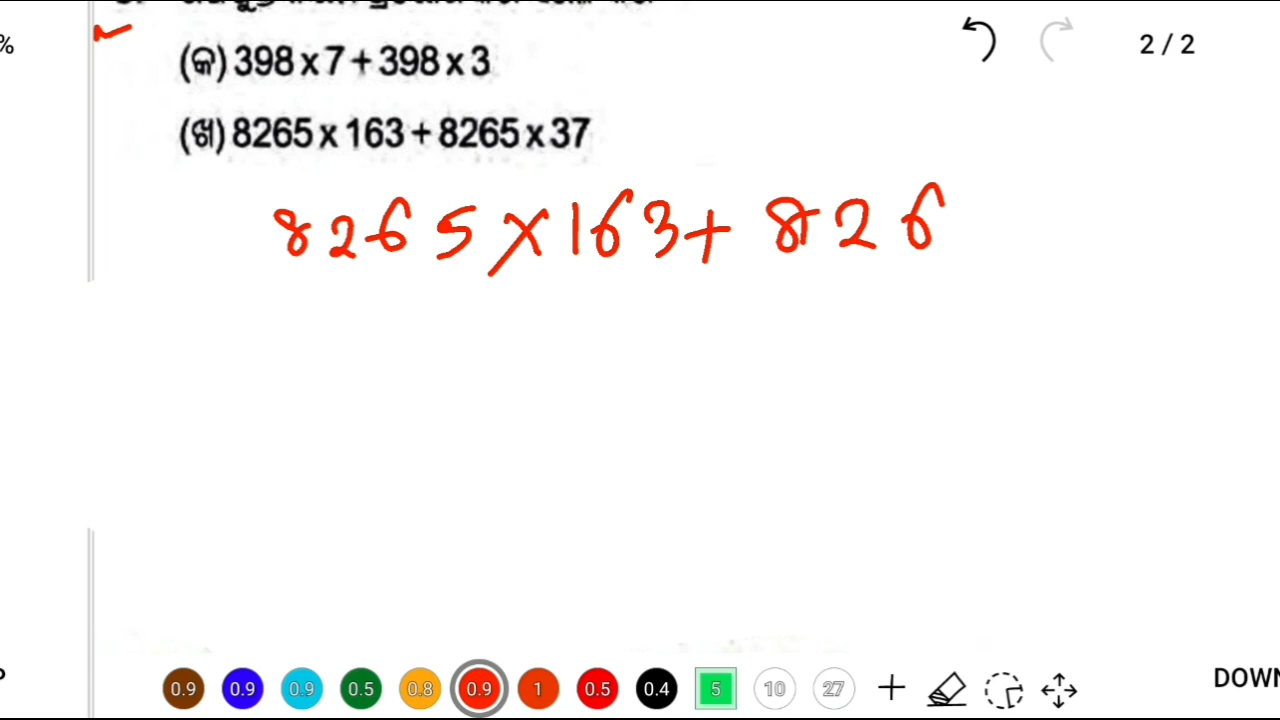 %
2 / 2
(କ) 398 x 7 + 398 x 3
(ଖ) 8265 x 163 + 8265 x 37
8265 x 163 + 826
0.9 0.9 0.9 0.5 0.8 0.9 1 0.5 0.4 5 10 27 +
DOWN